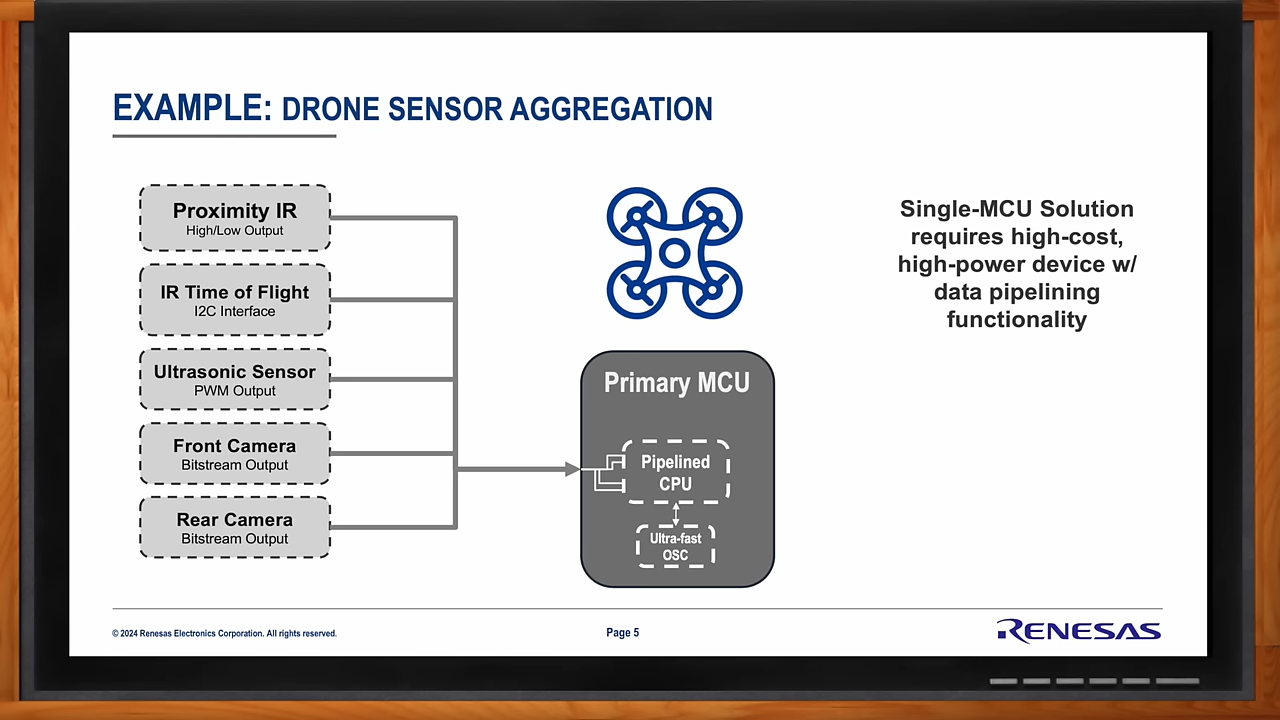 EXAMPLE: DRONE SENSOR AGGREGATION
Proximity IR
High/Low Output
IR Time of Flight
I2C Interface
Ultrasonic Sensor
PWM Output
Front Camera
Bitstream Output
Rear Camera
Bitstream Output
Primary MCU
Pipelined
CPU
Ultra-fast
OSC
Single-MCU Solution
requires high-cost,
high-power device w/
data pipelining
functionality
© 2024 Renesas Electronics Corporation. All rights reserved.
Page 5
RENESAS